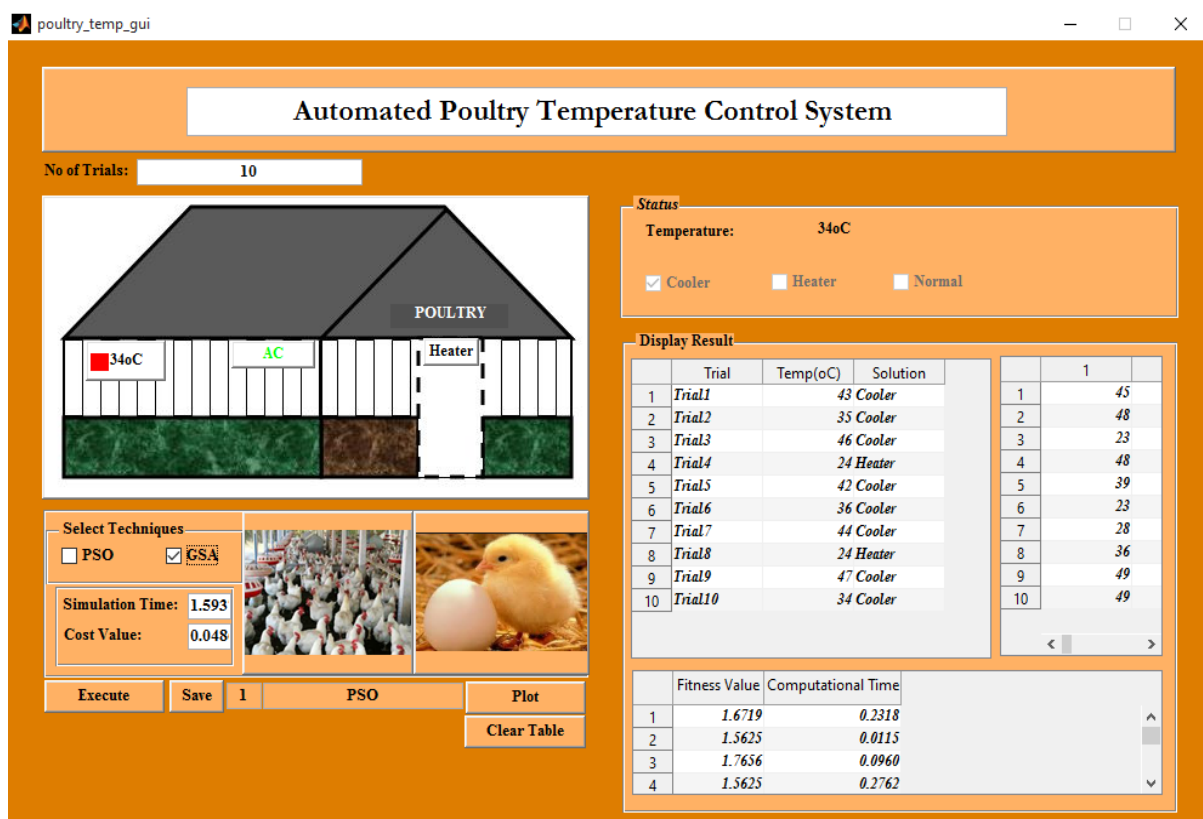 poultry_temp_gui
Automated Poultry Temperature Control System
No of Trials: 10
POULTRY
34oC
AC
Heater
Select Techniques
PSO GSA
Simulation Time: 1.593
Cost Value: 0.048
Execute Save 1 PSO Plot
Clear Table
Status
Temperature: 34oC
Cooler Heater Normal
Display Result
Trial Temp(oC) Solution
1 Trial1 43 Cooler
2 Trial2 35 Cooler
3 Trial3 46 Cooler
4 Trial4 24 Heater
5 Trial5 42 Cooler
6 Trial6 36 Cooler
7 Trial7 44 Cooler
8 Trial8 24 Heater
9 Trial9 47 Cooler
10 Trial10 34 Cooler
1
1 45
2 48
3 23
4 48
5 39
6 23
7 28
8 36
9 49
10 49
Fitness Value Computational Time
1 1.6719 0.2318
2 1.5625 0.0115
3 1.7656 0.0960
4 1.5625 0.2762